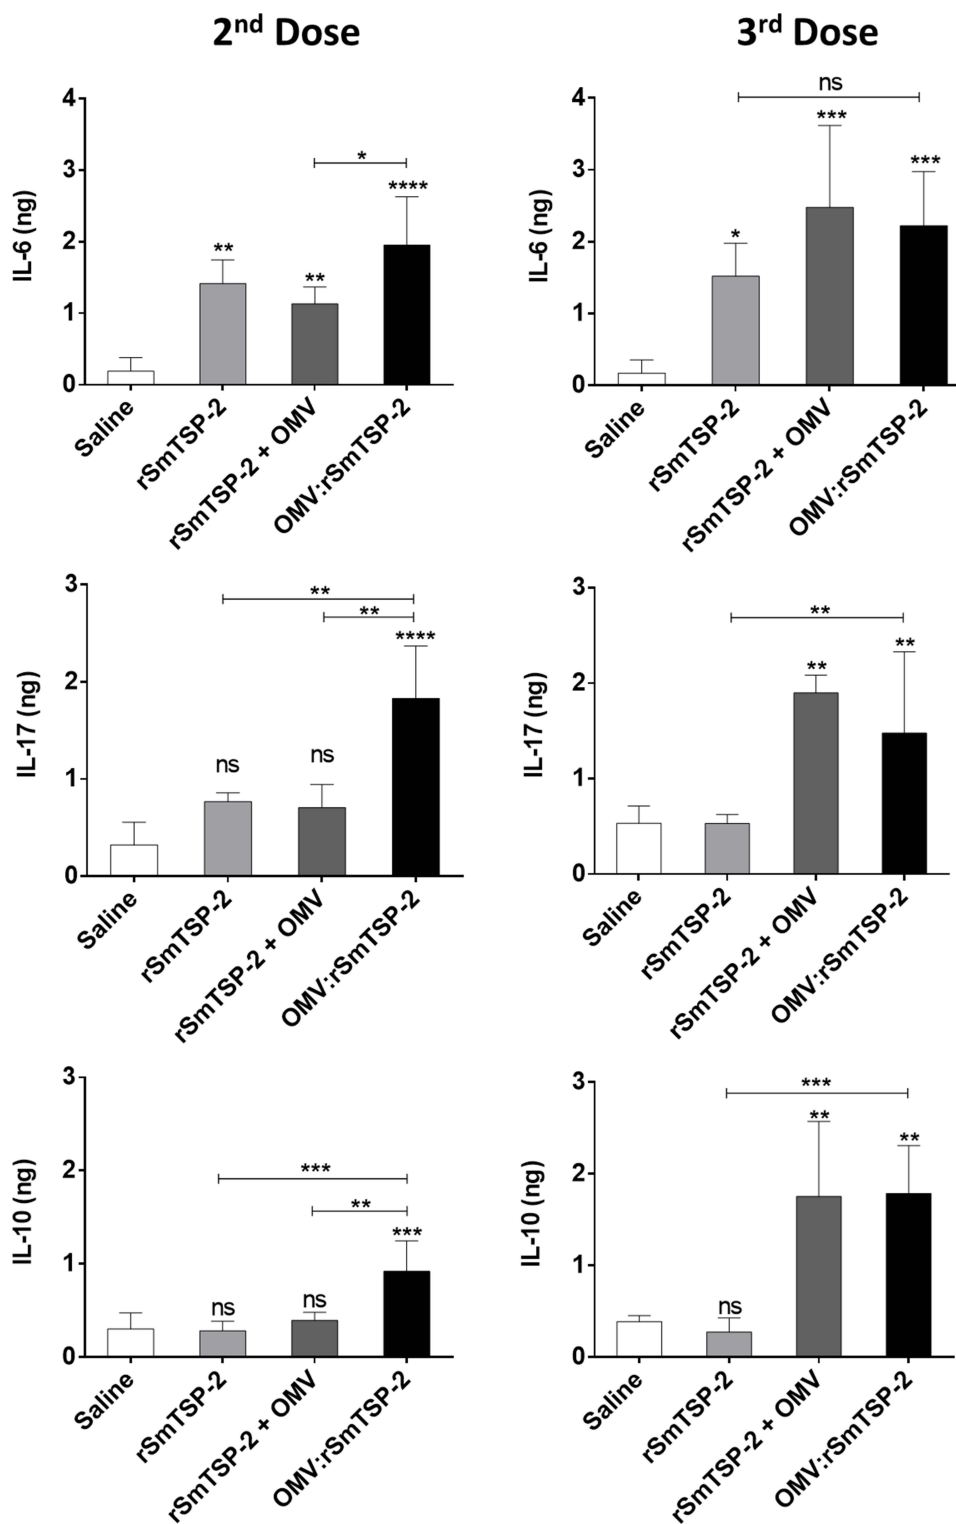 2nd Dose
3rd Dose
IL-6 (ng)
4
3
2
1
0
*
****
**
**
Saline
rSmTSP-2
rSmTSP-2 + OMV
OMV:rSmTSP-2
IL-6 (ng)
4
3
2
1
0
ns
***
***
*
Saline
rSmTSP-2
rSmTSP-2 + OMV
OMV:rSmTSP-2
IL-17 (ng)
3
2
1
0
**
**
****
ns
ns
Saline
rSmTSP-2
rSmTSP-2 + OMV
OMV:rSmTSP-2
IL-17 (ng)
3
2
1
0
**
**
**
Saline
rSmTSP-2
rSmTSP-2 + OMV
OMV:rSmTSP-2
IL-10 (ng)
3
2
1
0
***
**
***
ns
ns
Saline
rSmTSP-2
rSmTSP-2 + OMV
OMV:rSmTSP-2
IL-10 (ng)
3
2
1
0
***
**
**
ns
Saline
rSmTSP-2
rSmTSP-2 + OMV
OMV:rSmTSP-2